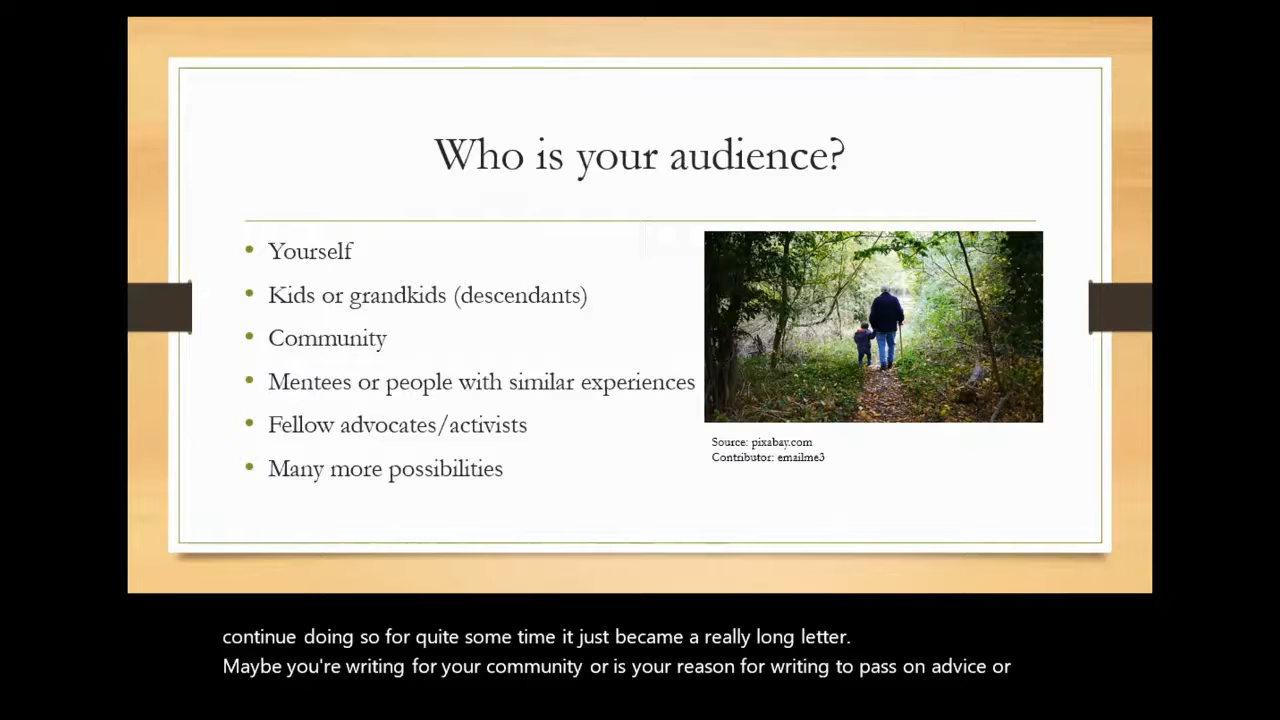 Who is your audience?
• Yourself
• Kids or grandkids (descendants)
• Community
• Mentees or people with similar experiences
• Fellow advocates/activists
• Many more possibilities
Source: pixabay.com
Contributor: emailme3
continue doing so for quite some time it just became a really long letter.
Maybe you're writing for your community or is your reason for writing to pass on advice or